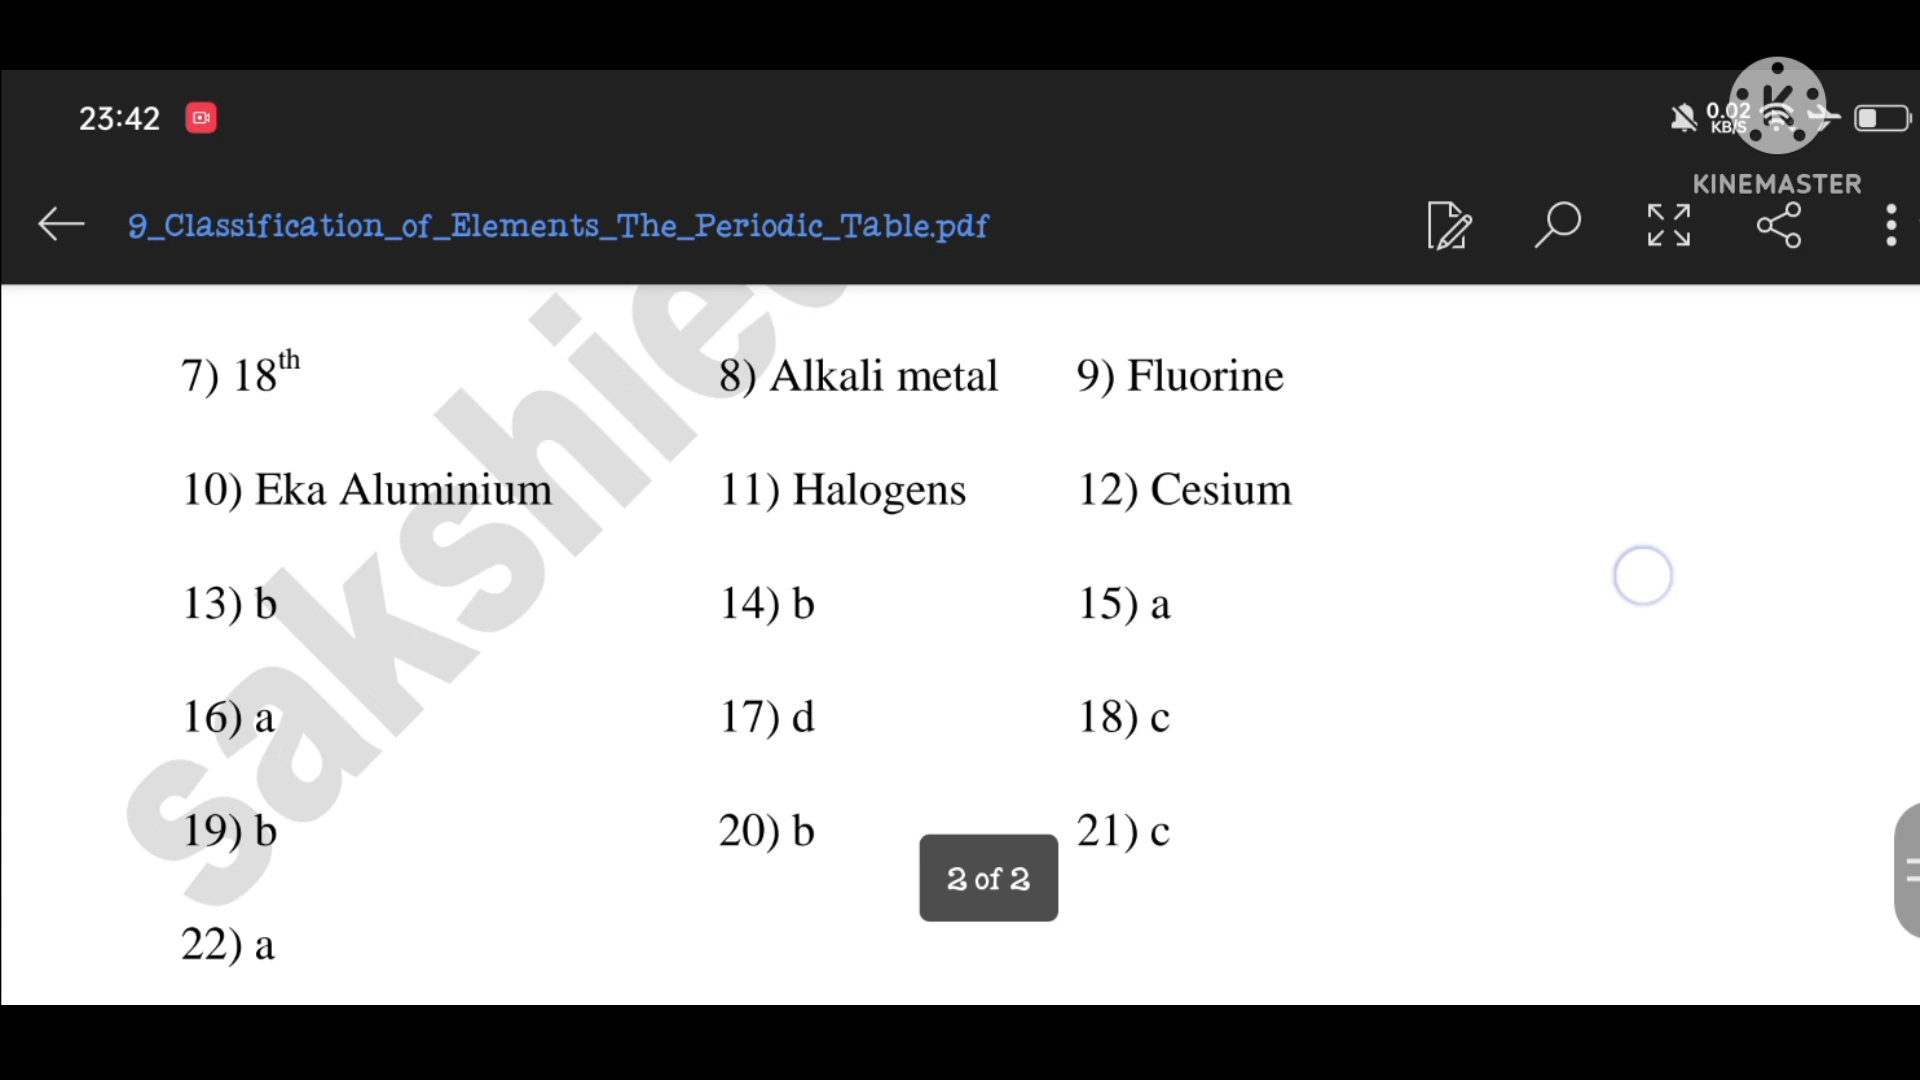 23:42
0.02 KB/S
KINEMASTER
9_Classification_of_Elements_The_Periodic_Table.pdf
7) 18th 8) Alkali metal 9) Fluorine
10) Eka Aluminium 11) Halogens 12) Cesium
13) b 14) b 15) a
16) a 17) d 18) c
19) b 20) b 21) c
2 of 2
22) a
sakshie